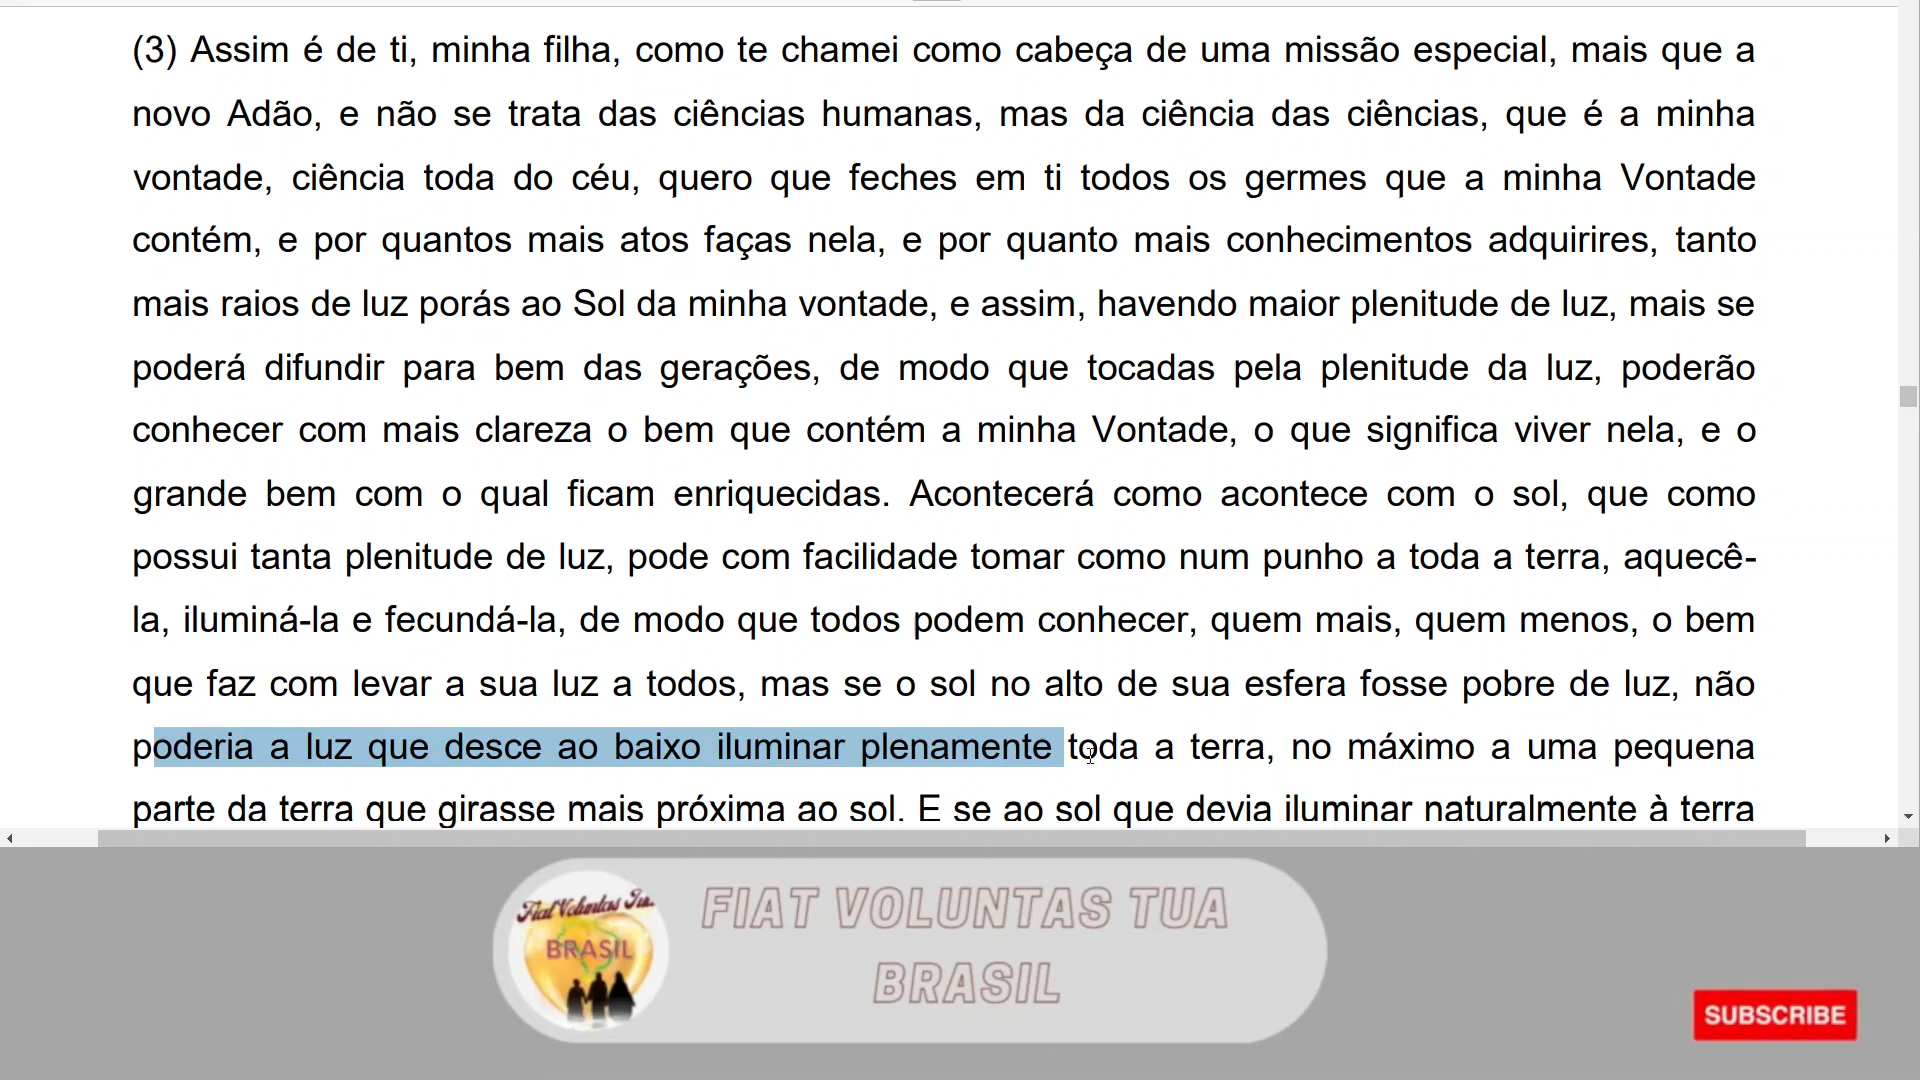 (3) Assim é de ti, minha filha, como te chamei como cabeça de uma missão especial, mais que a
novo Adão, e não se trata das ciências humanas, mas da ciência das ciências, que é a minha
vontade, ciência toda do céu, quero que feches em ti todos os germes que a minha Vontade
contém, e por quantos mais atos faças nela, e por quanto mais conhecimentos adquirires, tanto
mais raios de luz porás ao Sol da minha vontade, e assim, havendo maior plenitude de luz, mais se
poderá difundir para bem das gerações, de modo que tocadas pela plenitude da luz, poderão
conhecer com mais clareza o bem que contém a minha Vontade, o que significa viver nela, e o
grande bem com o qual ficam enriquecidas. Acontecerá como acontece com o sol, que como
possui tanta plenitude de luz, pode com facilidade tomar como num punho a toda a terra, aquecê-
la, iluminá-la e fecundá-la, de modo que todos podem conhecer, quem mais, quem menos, o bem
que faz com levar a sua luz a todos, mas se o sol no alto de sua esfera fosse pobre de luz, não
poderia a luz que desce ao baixo iluminar plenamente toda a terra, no máximo a uma pequena
parte da terra que girasse mais próxima ao sol. E se ao sol que devia iluminar naturalmente à terra
Fiat Voluntas Tua
BRASIL
FIAT VOLUNTAS TUA
BRASIL
SUBSCRIBE